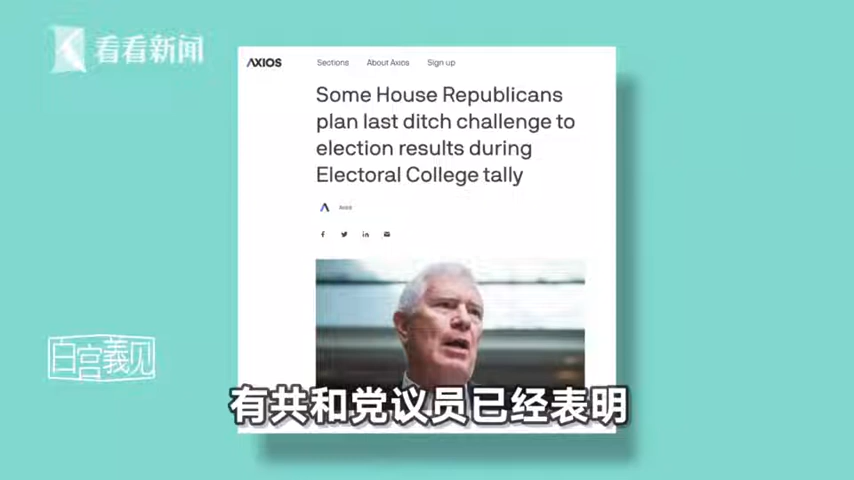 看看新闻
AXIOS
Sections
About Axios
Sign up
Some House Republicans
plan last ditch challenge to
election results during
Electoral College tally
Axios
白宫義见
有共和党议员已经表明